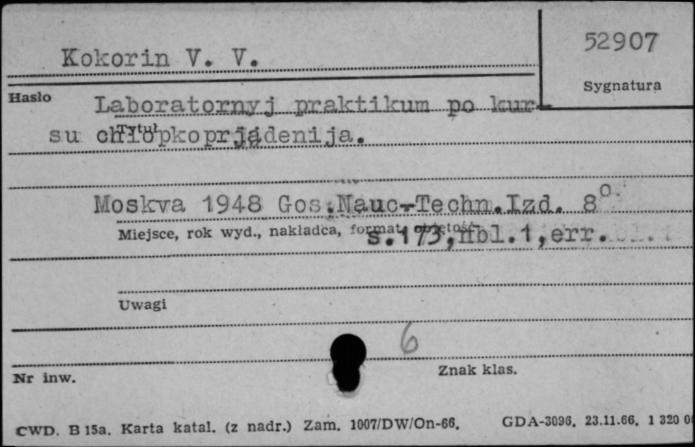 Kokorin V. V.
52907
Sygnatura
Hasło
Laboratornyj praktikum po kur-
Tytuł
su chlopkoprjadenija.
Moskva 1948 Gos.Nauc-Techn.Izd. 8°
Miejsce, rok wyd., nakładca, format, objętość
s.173, nbl.1, err.
Uwagi
6
Nr inw.
Znak klas.
CWD. B 15a. Karta katal. (z nadr.) Zam. 1007/DW/On-66. GDA-3096, 23.11.66. 1 320 0